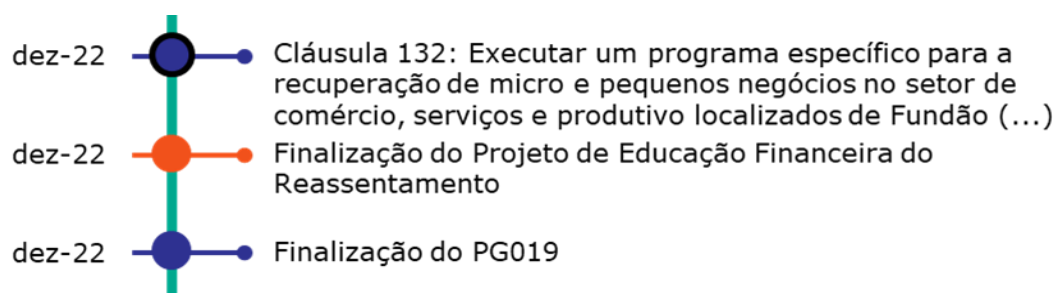 dez-22 Cláusula 132: Executar um programa específico para a
recuperação de micro e pequenos negócios no setor de
comércio, serviços e produtivo localizados de Fundão (...)
dez-22 Finalização do Projeto de Educação Financeira do
Reassentamento
dez-22 Finalização do PG019